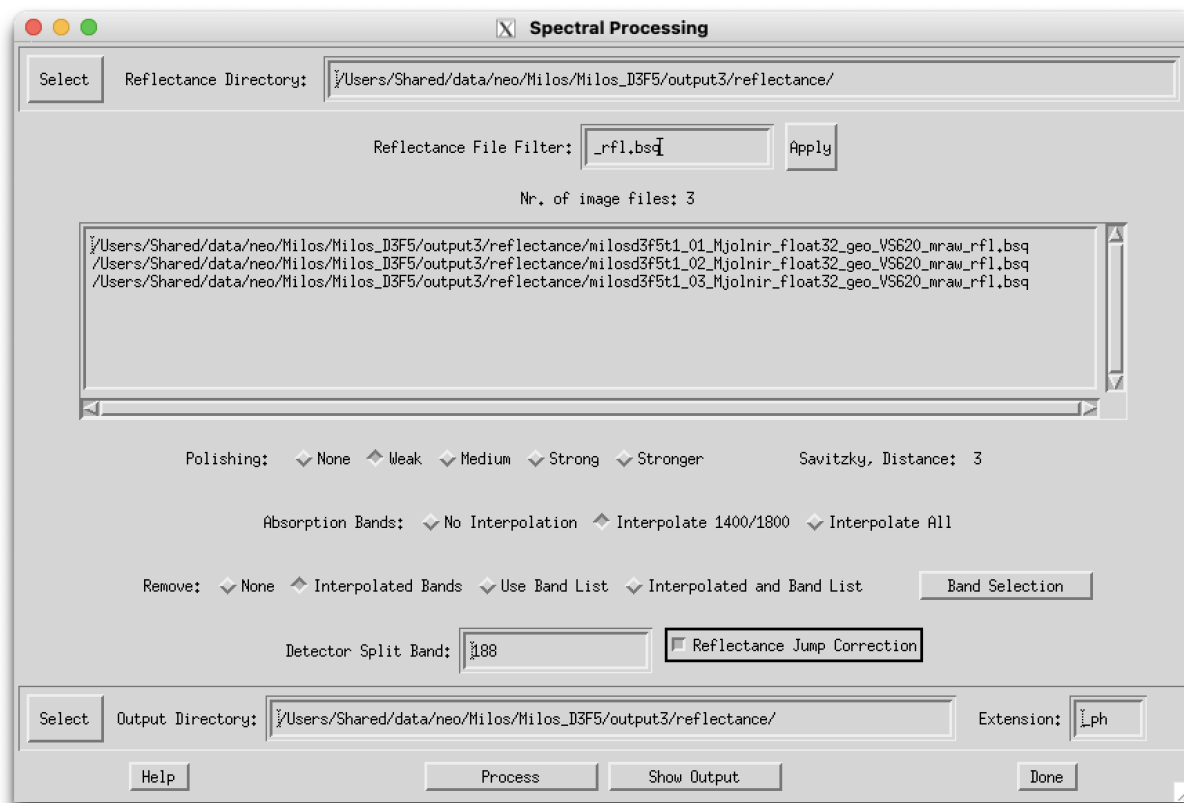 X Spectral Processing
Select Reflectance Directory: /Users/Shared/data/neo/Milos/Milos_D3F5/output3/reflectance/
Reflectance File Filter: _rfl.bsq Apply
Nr. of image files: 3
/Users/Shared/data/neo/Milos/Milos_D3F5/output3/reflectance/milosd3f5t1_01_Mjolnir_float32_geo_VS620_mraw_rfl.bsq
/Users/Shared/data/neo/Milos/Milos_D3F5/output3/reflectance/milosd3f5t1_02_Mjolnir_float32_geo_VS620_mraw_rfl.bsq
/Users/Shared/data/neo/Milos/Milos_D3F5/output3/reflectance/milosd3f5t1_03_Mjolnir_float32_geo_VS620_mraw_rfl.bsq
Polishing: None Weak Medium Strong Stronger Savitzky, Distance: 3
Absorption Bands: No Interpolation Interpolate 1400/1800 Interpolate All
Remove: None Interpolated Bands Use Band List Interpolated and Band List Band Selection
Detector Split Band: 188 Reflectance Jump Correction
Select Output Directory: /Users/Shared/data/neo/Milos/Milos_D3F5/output3/reflectance/ Extension: _ph
Help Process Show Output Done